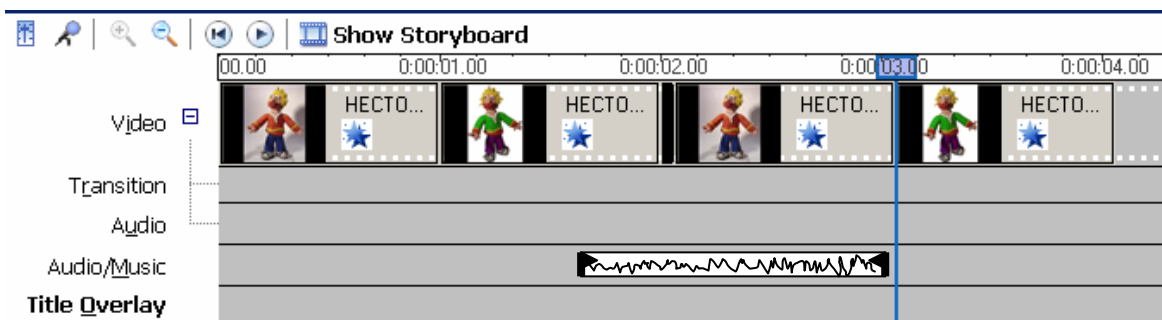 Show Storyboard
00.00 0:00:01.00 0:00:02.00 0:00:03.00 0:00:04.00
Video HECTO... HECTO... HECTO... HECTO...
Transition
Audio
Audio/Music
Title Overlay